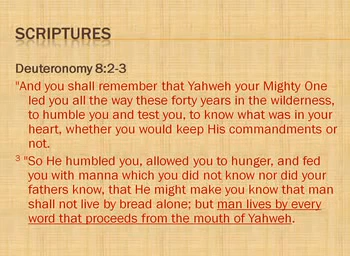 SCRIPTURES
Deuteronomy 8:2-3
"And you shall remember that Yahweh your Mighty One
led you all the way these forty years in the wilderness,
to humble you and test you, to know what was in your
heart, whether you would keep His commandments or
not.
3 "So He humbled you, allowed you to hunger, and fed
you with manna which you did not know nor did your
fathers know, that He might make you know that man
shall not live by bread alone; but man lives by every
word that proceeds from the mouth of Yahweh.